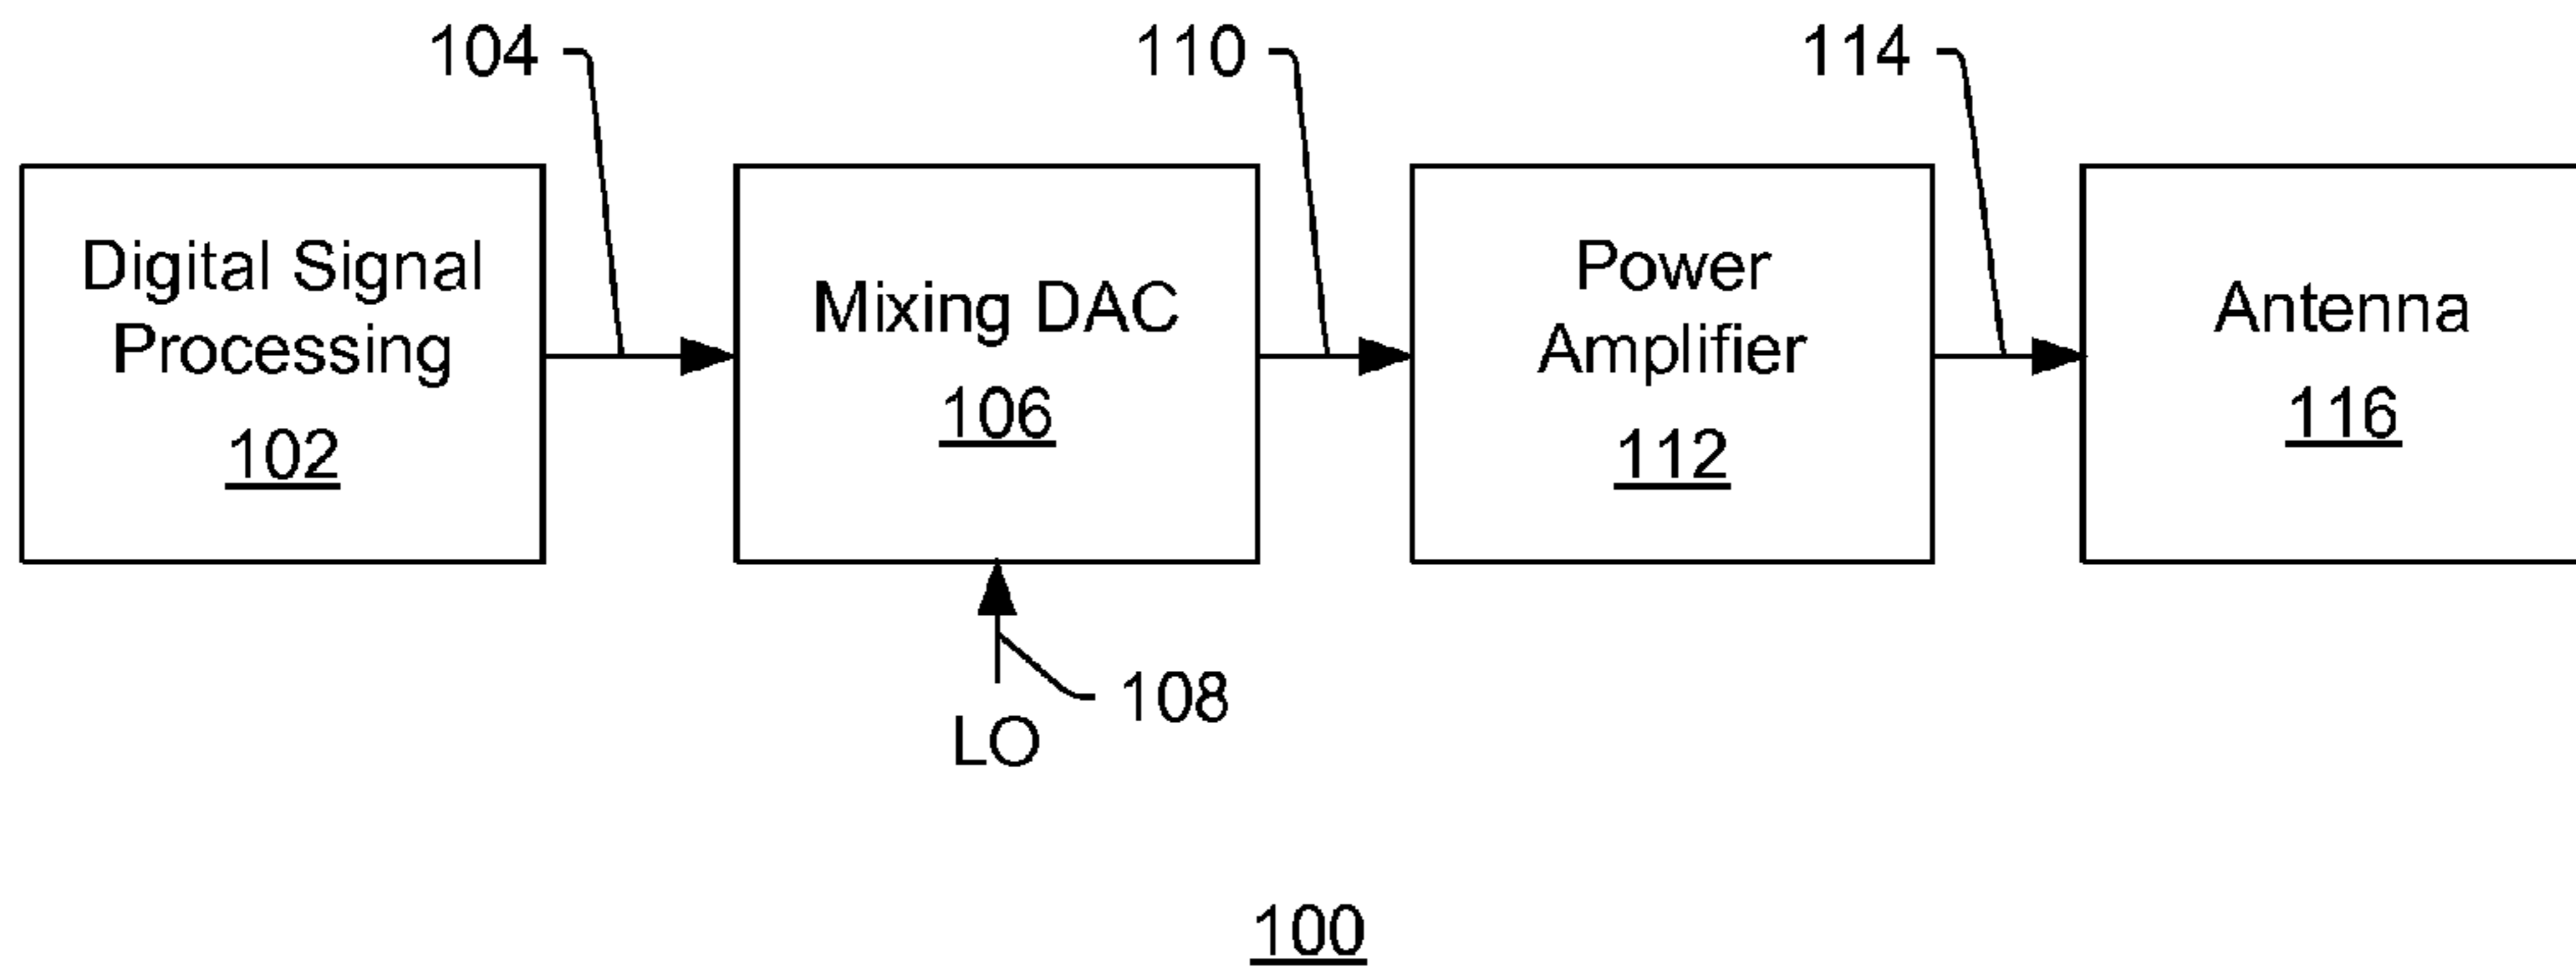 104
110
114
Digital Signal
Processing
102
Mixing DAC
106
Power
Amplifier
112
Antenna
116
108
LO
100